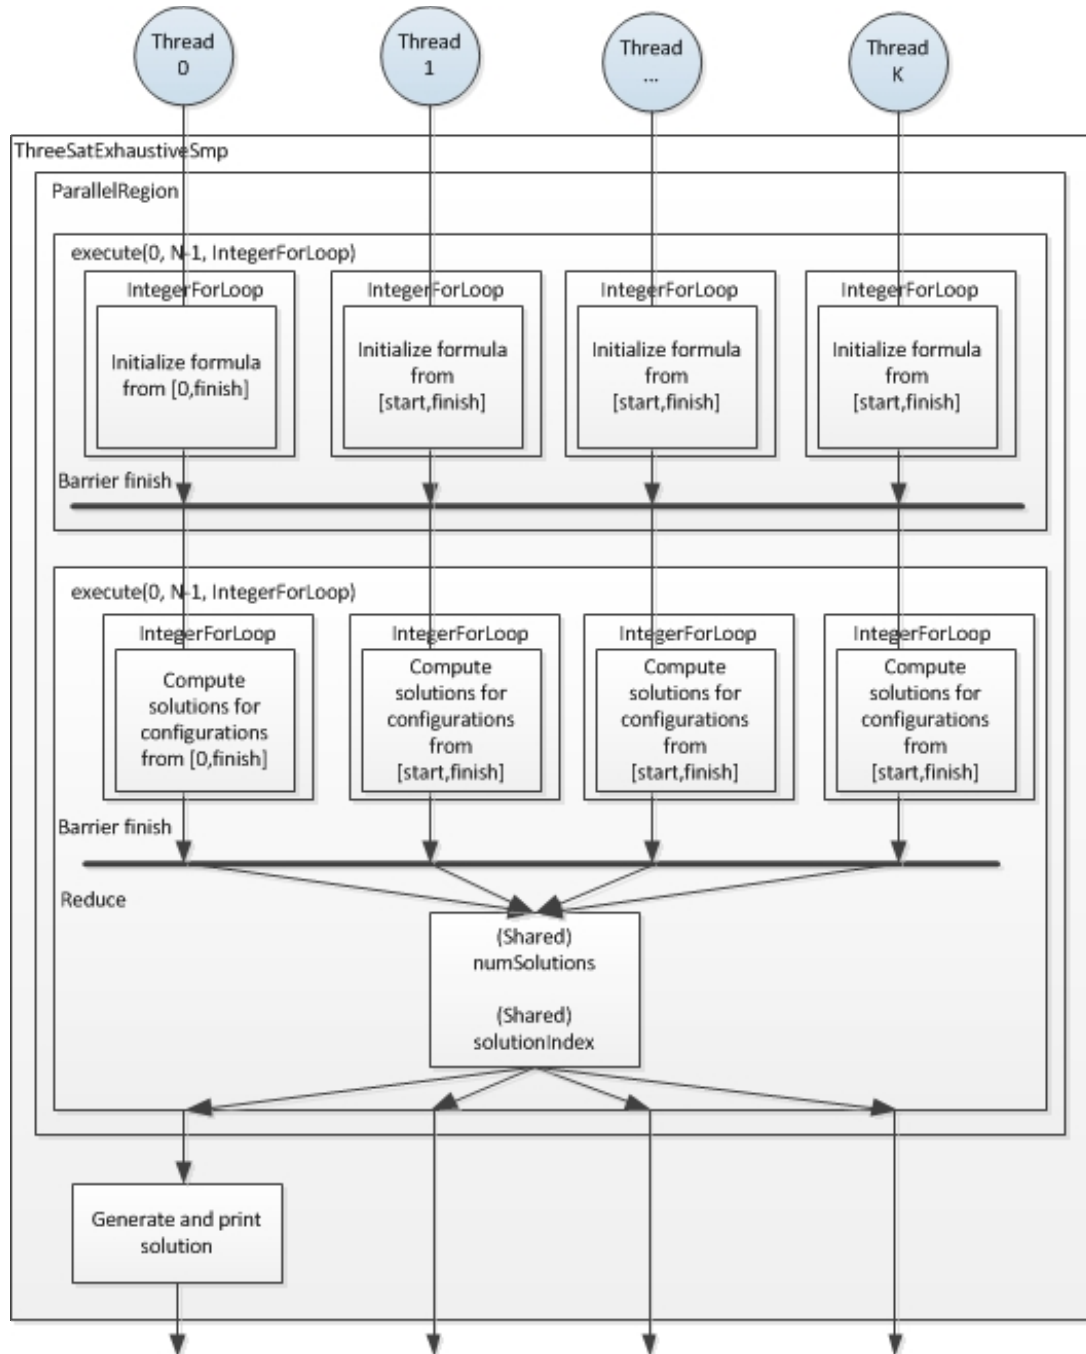 Thread
0
Thread
1
Thread
...
Thread
K
ThreeSatExhaustiveSmp
ParallelRegion
execute(0, N-1, IntegerForLoop)
IntegerForLoop
IntegerForLoop
IntegerForLoop
IntegerForLoop
Initialize formula
from [0,finish]
Initialize formula
from
[start,finish]
Initialize formula
from
[start,finish]
Initialize formula
from
[start,finish]
Barrier finish
execute(0, N-1, IntegerForLoop)
IntegerForLoop
IntegerForLoop
IntegerForLoop
IntegerForLoop
Compute
solutions for
configurations
from [0,finish]
Compute
solutions for
configurations
from
[start,finish]
Compute
solutions for
configurations
from
[start,finish]
Compute
solutions for
configurations
from
[start,finish]
Barrier finish
Reduce
(Shared)
numSolutions
(Shared)
solutionIndex
Generate and print
solution